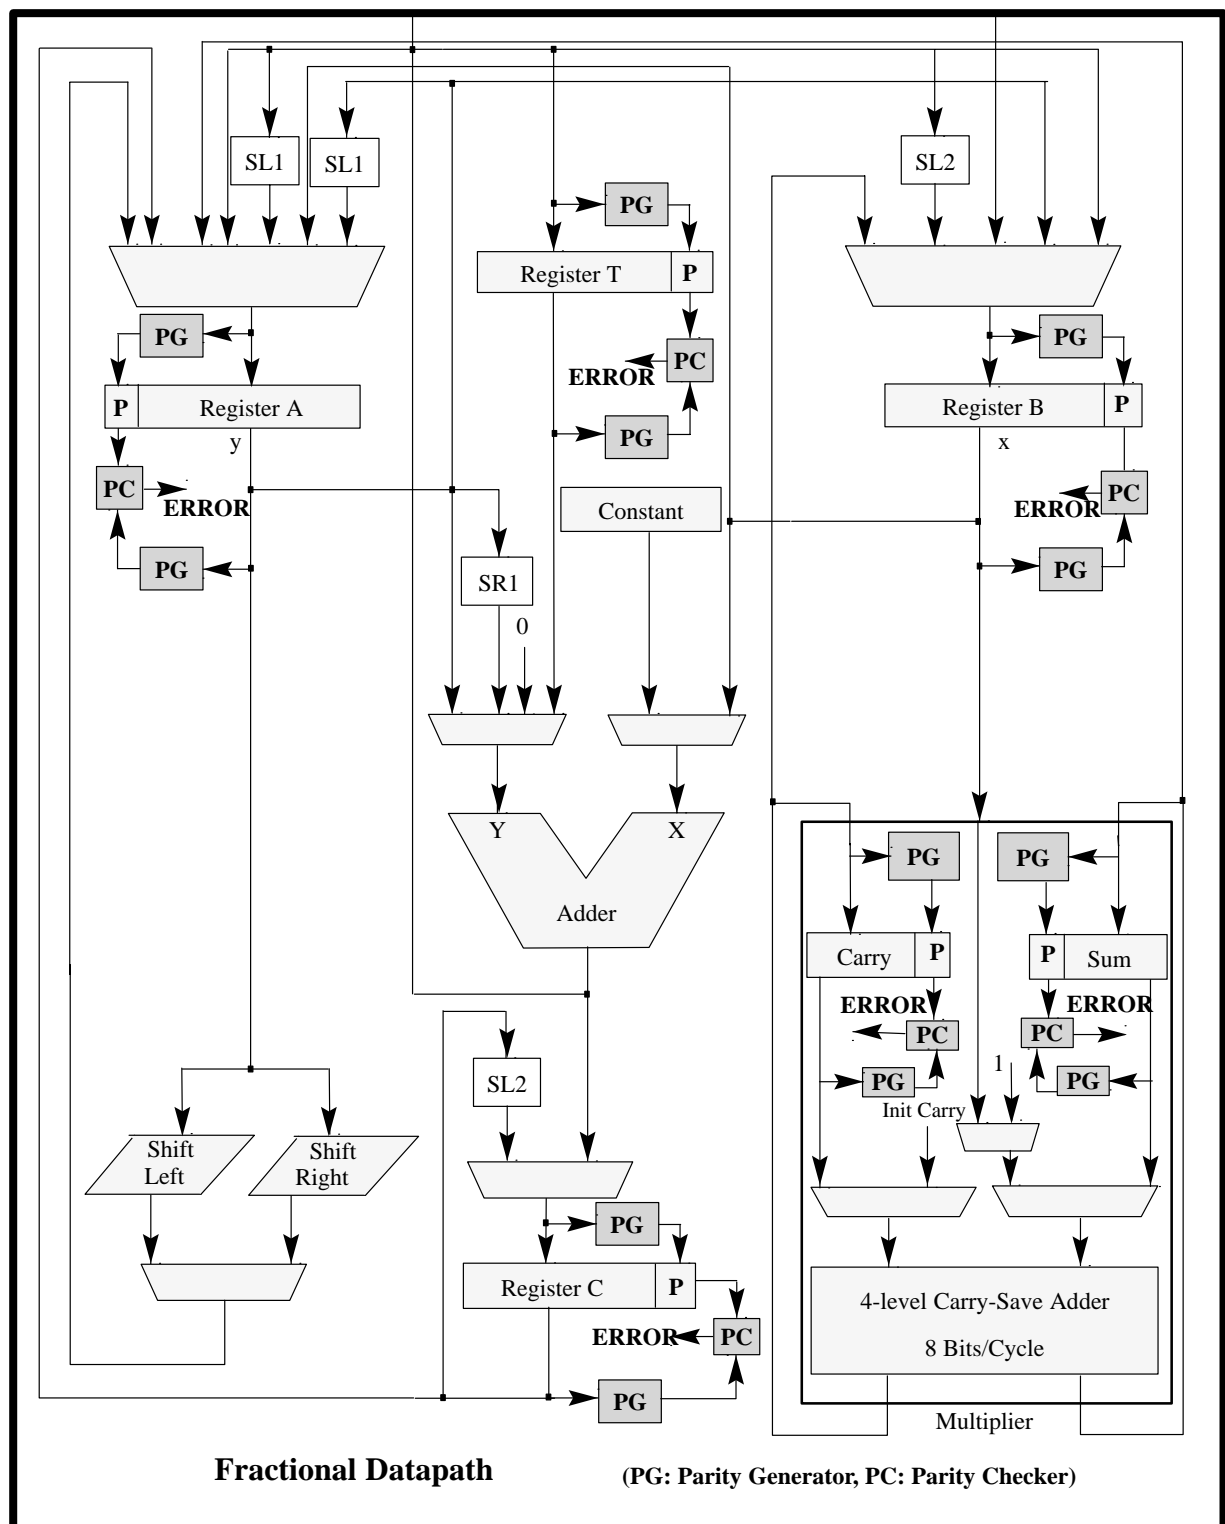 SL1
SL1
SL2
PG
Register T
P
PG
PG
PC
ERROR
P
Register A
Register B
P
y
PG
x
PC
ERROR
PC
ERROR
Constant
PG
SR1
PG
0
Y
X
PG
PG
Adder
Carry
P
P
Sum
ERROR
ERROR
PC
PC
SL2
1
PG
PG
Init Carry
Shift
Left
Shift
Right
PG
Register C
P
4-level Carry-Save Adder
8 Bits/Cycle
ERROR
PC
PG
Multiplier
Fractional Datapath
(PG: Parity Generator, PC: Parity Checker)